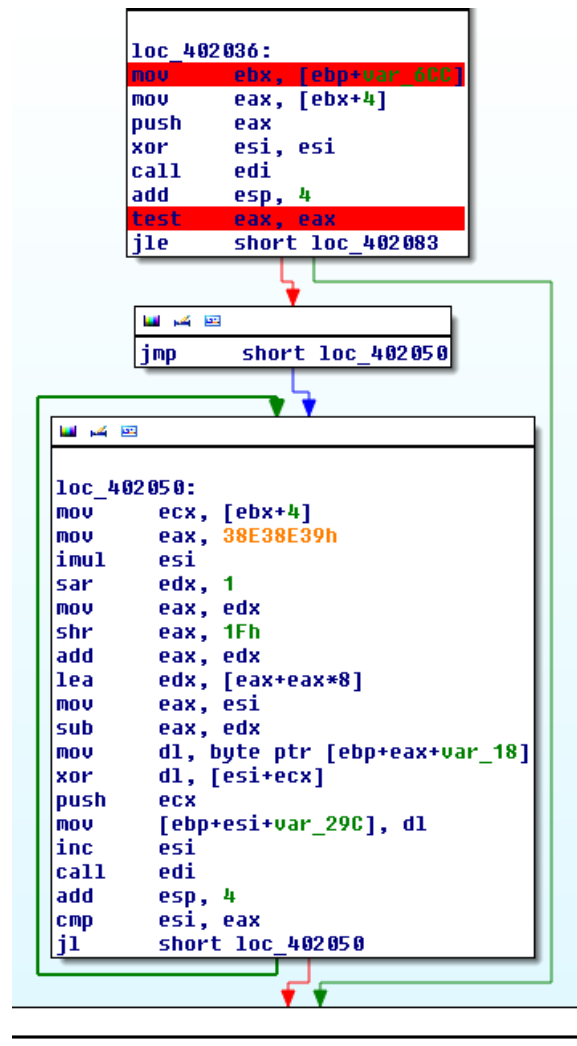 loc_402036:
mov ebx, [ebp+var_6CC]
mov eax, [ebx+4]
push eax
xor esi, esi
call edi
add esp, 4
test eax, eax
jle short loc_402083
jmp short loc_402050
loc_402050:
mov ecx, [ebx+4]
mov eax, 38E38E39h
imul esi
sar edx, 1
mov eax, edx
shr eax, 1Fh
add eax, edx
lea edx, [eax+eax*8]
mov eax, esi
sub eax, edx
mov dl, byte ptr [ebp+eax+var_18]
xor dl, [esi+ecx]
push ecx
mov [ebp+esi+var_29C], dl
inc esi
call edi
add esp, 4
cmp esi, eax
jl short loc_402050